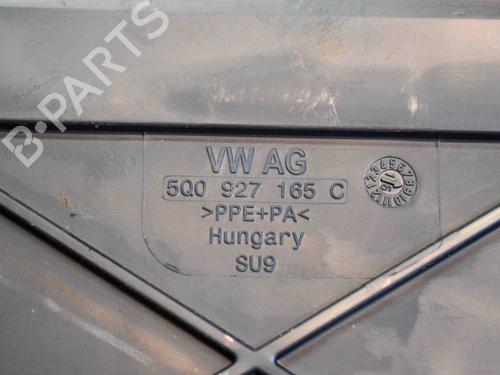 B-PARTS
VW AG
5Q0 927 165 C
>PPE+PA<
Hungary
SU9